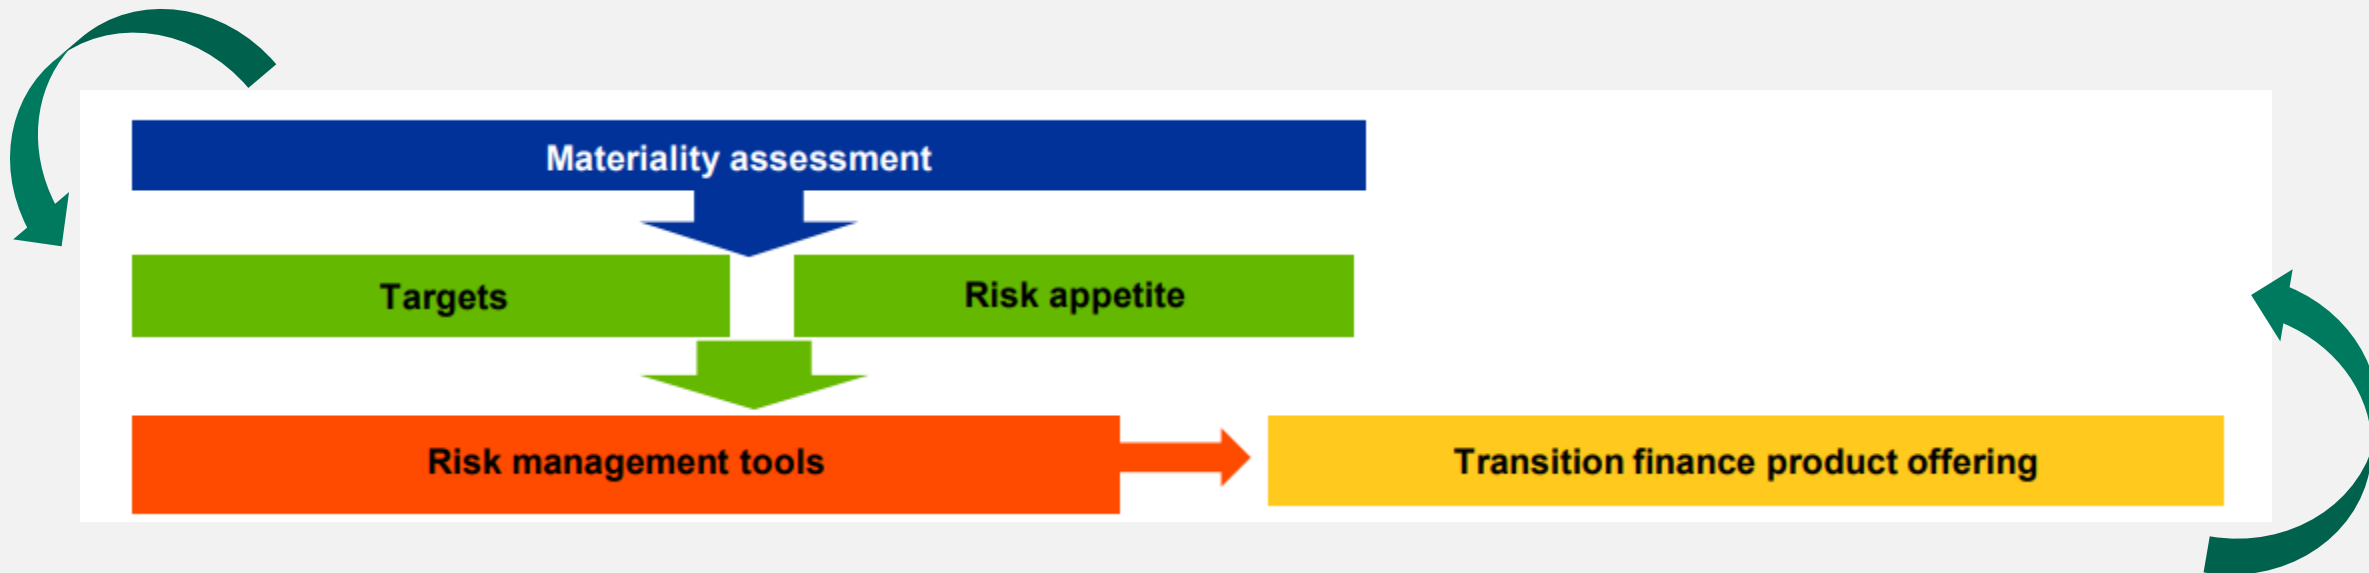 Materiality assessment
Targets
Risk appetite
Risk management tools
Transition finance product offering